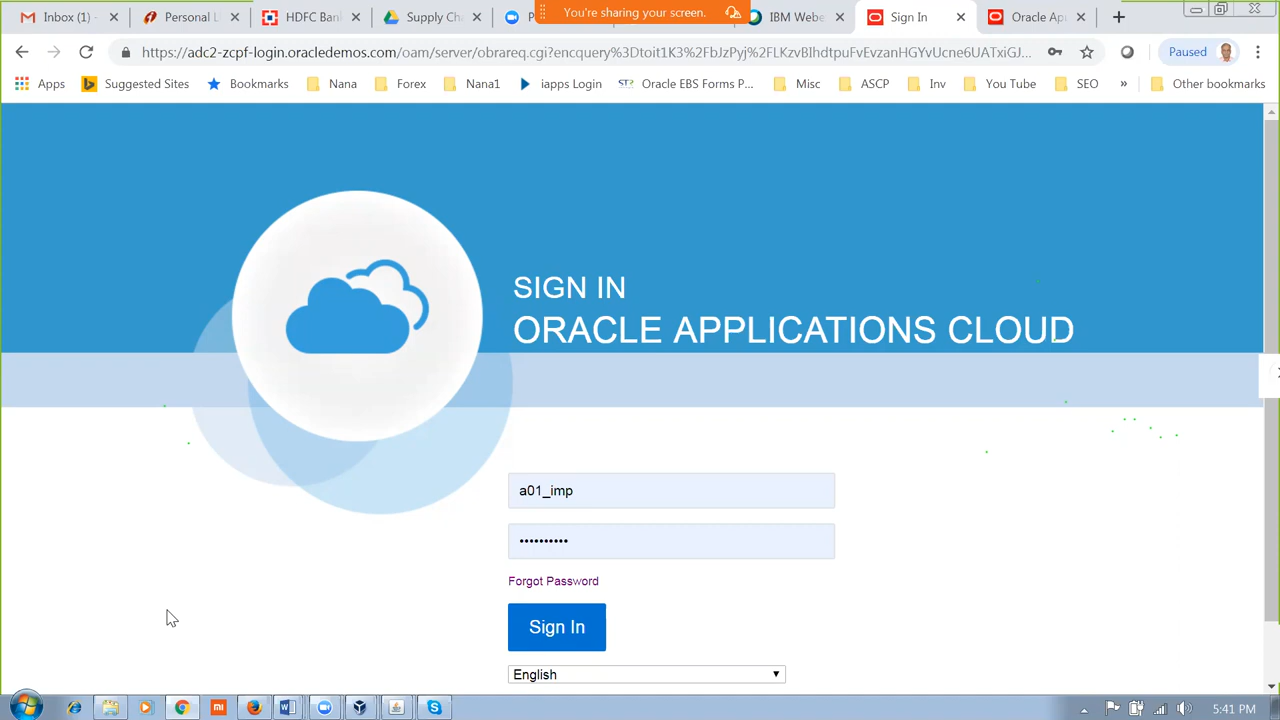 Inbox (1)
Personal L
HDFC Ban
Supply Cha
You're sharing your screen.
IBM Webe
Sign In
Oracle App
Paused
https://adc2-zcpf-login.oracledemos.com/oam/server/obrareq.cgi?encquery%3Dtoit1K3%2FbJzPyj%2FLKzvBlhdtpuFvEvzanHGYvUcne6UATxiGJ...
Apps
Suggested Sites
Bookmarks
Nana
Forex
Nana1
iapps Login
Oracle EBS Forms P...
Misc
ASCP
Inv
You Tube
SEO
»
Other bookmarks
SIGN IN
ORACLE APPLICATIONS CLOUD
a01_imp
••••••••••
Forgot Password
Sign In
English
5:41 PM